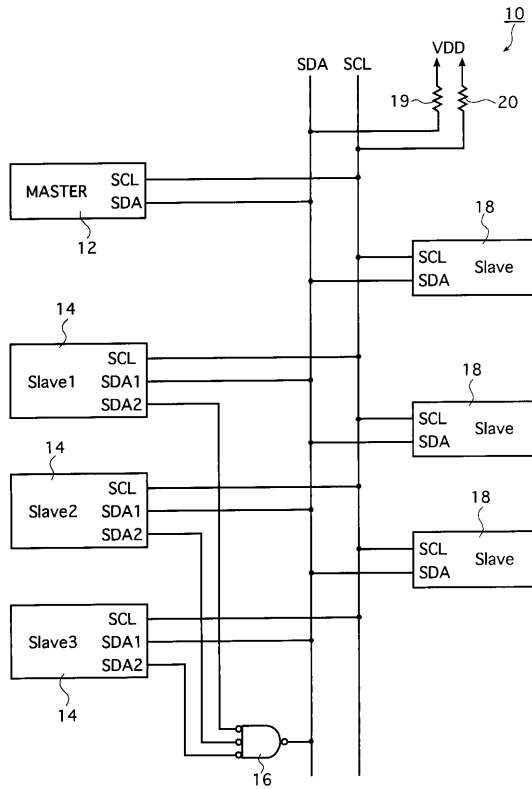 10
SDA SCL VDD
19 20
MASTER SCL
SDA
12
18
SCL Slave
SDA
14
Slave1 SCL
SDA1
SDA2
18
SCL Slave
SDA
14
Slave2 SCL
SDA1
SDA2
18
SCL Slave
SDA
Slave3 SCL
SDA1
SDA2
14
16